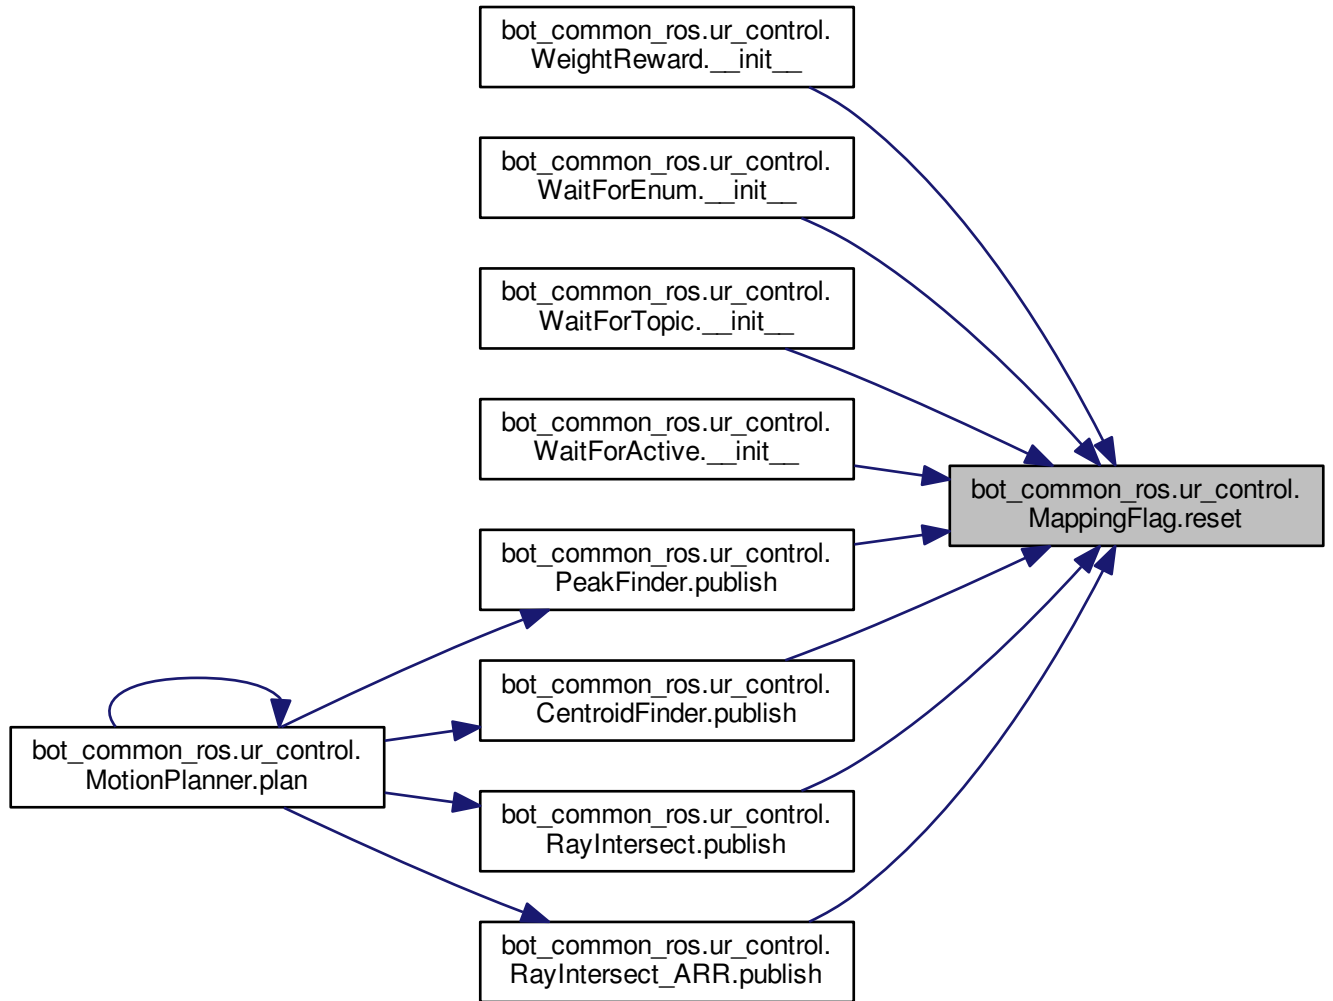 bot_common_ros.ur_control.
WeightReward.__init__
bot_common_ros.ur_control.
WaitForEnum.__init__
bot_common_ros.ur_control.
WaitForTopic.__init__
bot_common_ros.ur_control.
WaitForActive.__init__
bot_common_ros.ur_control.
MappingFlag.reset
bot_common_ros.ur_control.
PeakFinder.publish
bot_common_ros.ur_control.
CentroidFinder.publish
bot_common_ros.ur_control.
MotionPlanner.plan
bot_common_ros.ur_control.
RayIntersect.publish
bot_common_ros.ur_control.
RayIntersect_ARR.publish